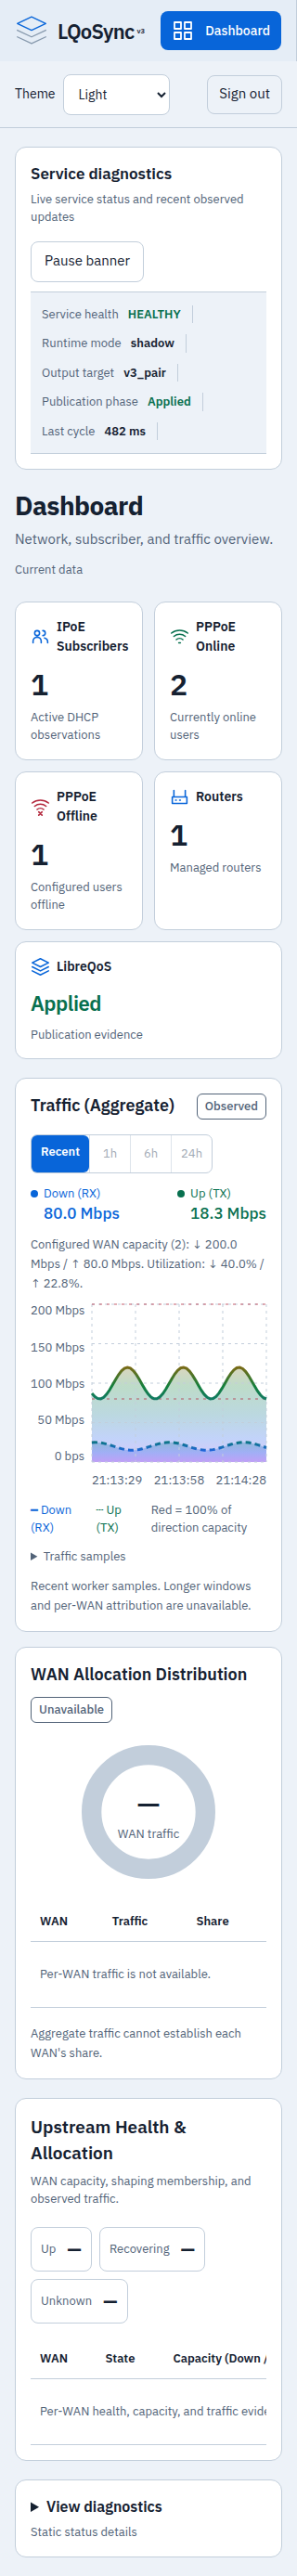 LQoSync v3
Dashboard
Theme Light Sign out
Service diagnostics
Live service status and recent observed
updates
Pause banner
Service health HEALTHY
Runtime mode shadow
Output target v3_pair
Publication phase Applied
Last cycle 482 ms
Dashboard
Network, subscriber, and traffic overview.
Current data
IPoE
Subscribers
1
Active DHCP
observations
PPPoE
Online
2
Currently online
users
PPPoE
Offline
1
Configured users
offline
Routers
1
Managed routers
LibreQoS
Applied
Publication evidence
Traffic (Aggregate) Observed
Recent 1h 6h 24h
Down (RX) Up (TX)
80.0 Mbps 18.3 Mbps
Configured WAN capacity (2): ↓ 200.0
Mbps / ↑ 80.0 Mbps. Utilization: ↓ 40.0% /
↑ 22.8%.
200 Mbps
150 Mbps
100 Mbps
50 Mbps
0 bps
21:13:29 21:13:58 21:14:28
Down
(RX)
Up
(TX)
Red = 100% of
direction capacity
Traffic samples
Recent worker samples. Longer windows
and per-WAN attribution are unavailable.
WAN Allocation Distribution
Unavailable
—
WAN traffic
WAN Traffic Share
Per-WAN traffic is not available.
Aggregate traffic cannot establish each
WAN's share.
Upstream Health &
Allocation
WAN capacity, shaping membership, and
observed traffic.
Up — Recovering —
Unknown —
WAN State Capacity (Down /
Per-WAN health, capacity, and traffic evide
View diagnostics
Static status details